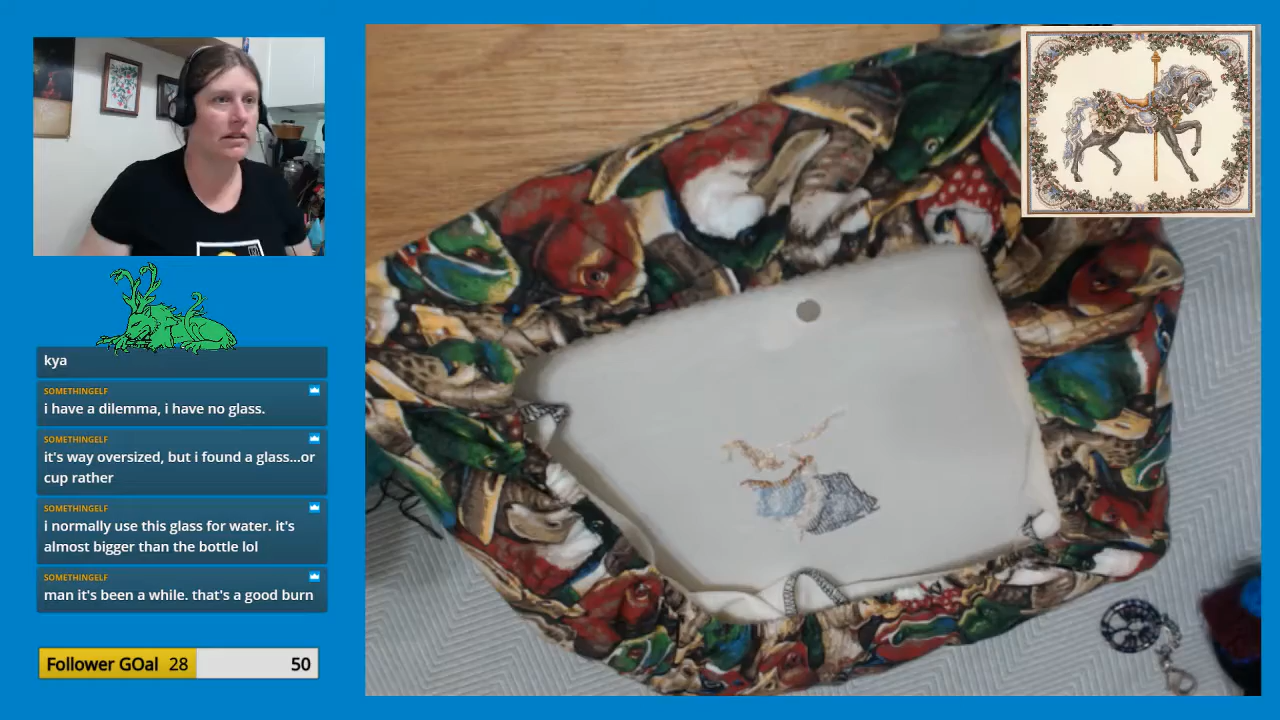 kya
SOMETHINGELF
i have a dilemma, i have no glass.
SOMETHINGELF
it's way oversized, but i found a glass...or
cup rather
SOMETHINGELF
i normally use this glass for water. it's
almost bigger than the bottle lol
SOMETHINGELF
man it's been a while. that's a good burn
Follower GOal 28 50